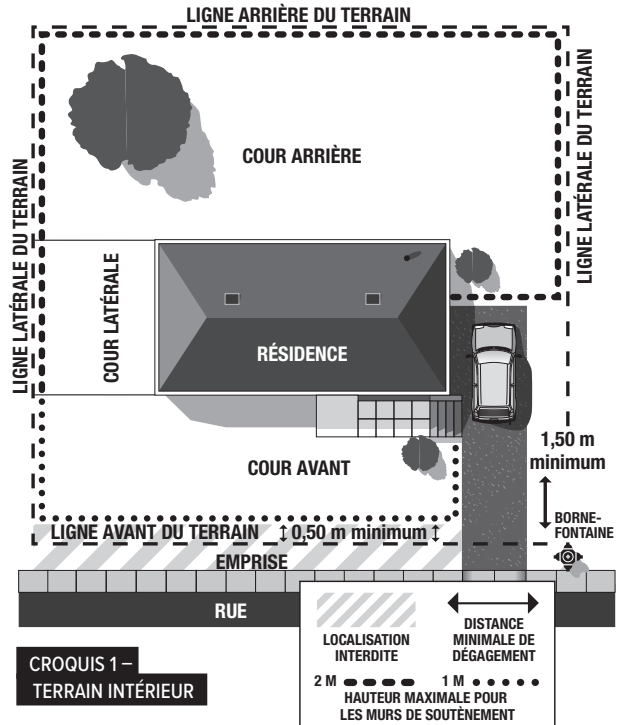 LIGNE ARRIÈRE DU TERRAIN
LIGNE LATÉRALE DU TERRAIN
COUR ARRIÈRE
LIGNE LATÉRALE DU TERRAIN
COUR LATÉRALE
RÉSIDENCE
1,50 m
minimum
COUR AVANT
LIGNE AVANT DU TERRAIN 0,50 m minimum
BORNE-
FONTAINE
EMPRISE
RUE
LOCALISATION
INTERDITE
DISTANCE
MINIMALE DE
DÉGAGEMENT
2 M 1 M
HAUTEUR MAXIMALE POUR
LES MURS DE SOUTÈNEMENT
CROQUIS 1 –
TERRAIN INTÉRIEUR